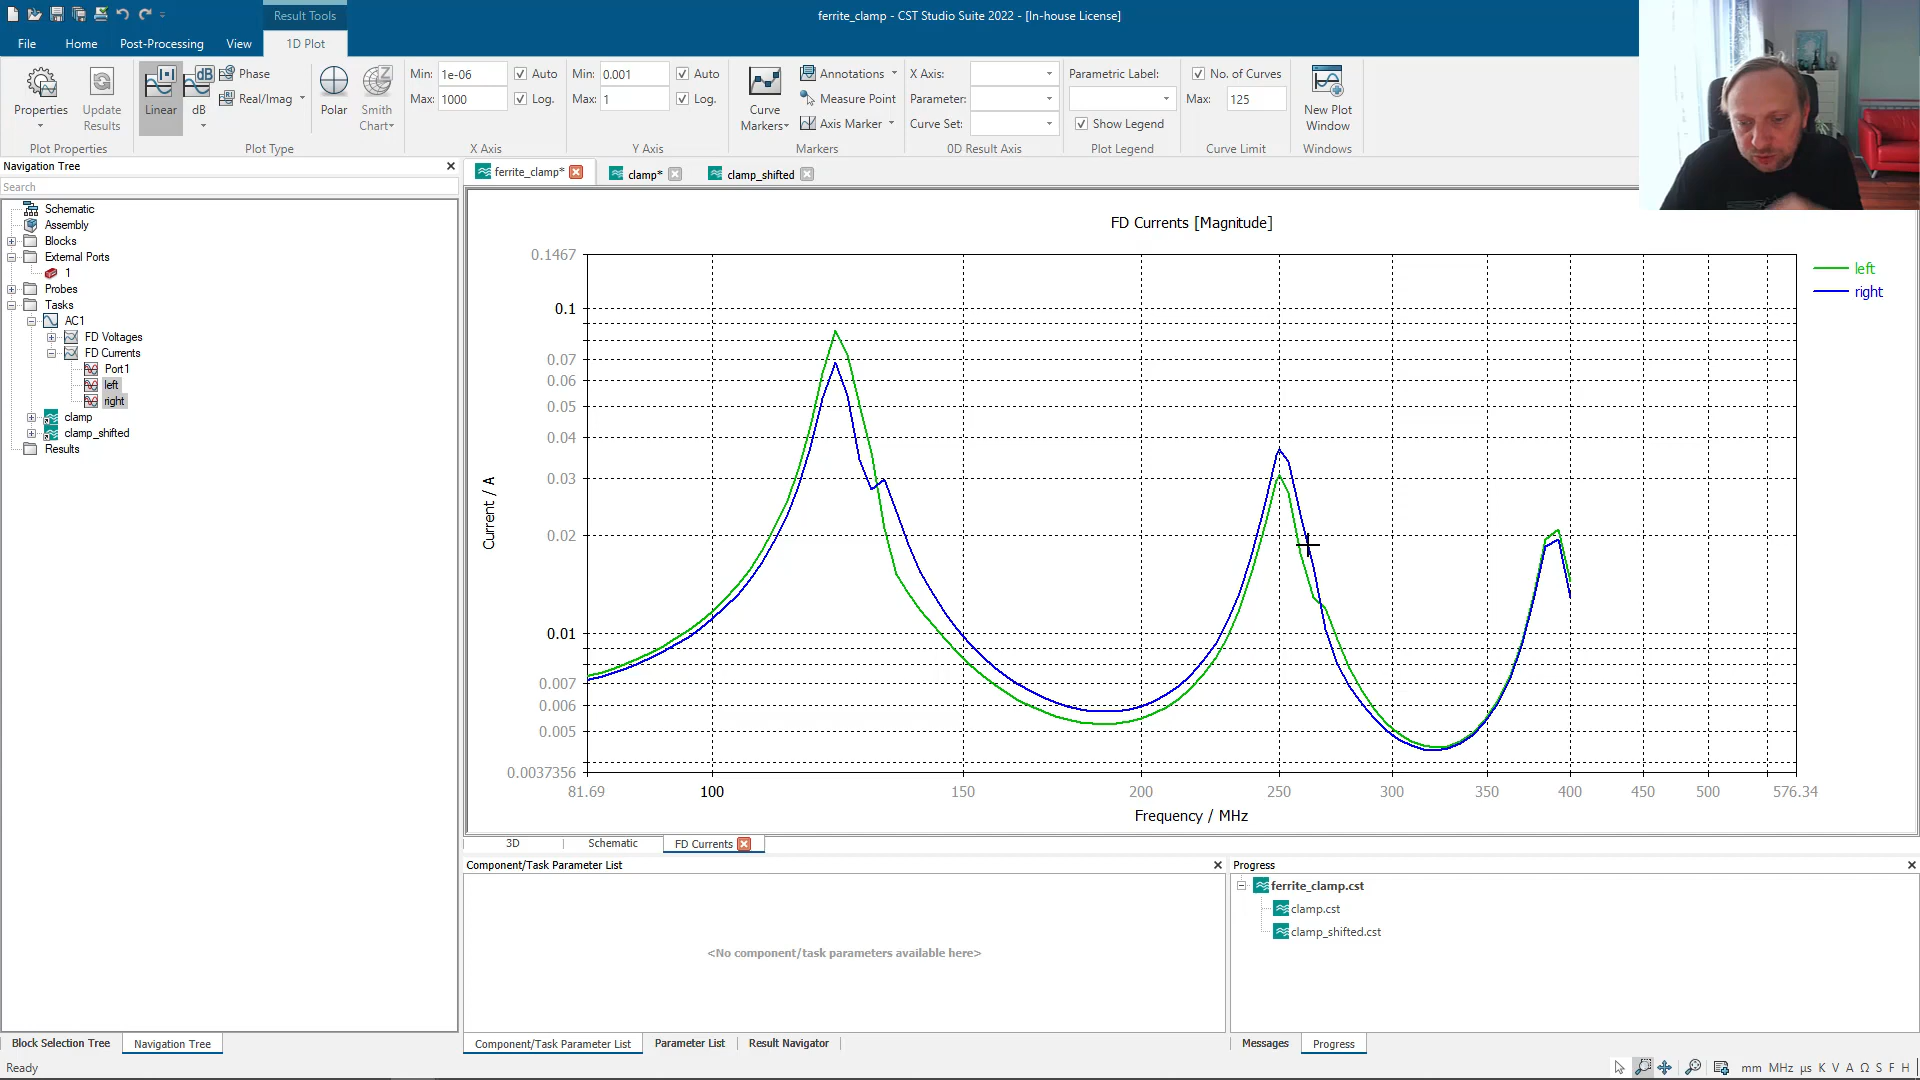 Result Tools
ferrite_clamp - CST Studio Suite 2022 - [In-house License]
File Home Post-Processing View 1D Plot
Properties
Update Results
Plot Properties
Linear
dB
Phase
Real/Imag
Polar
Smith Chart
Plot Type
Min: 1e-06 Auto
Max: 1000 Log.
X Axis
Min: 0.001 Auto
Max: 1 Log.
Y Axis
Curve Markers
Annotations
Measure Point
Axis Marker
Markers
X Axis:
Parameter:
Curve Set:
0D Result Axis
Parametric Label:
Show Legend
Plot Legend
No. of Curves
Max: 125
Curve Limit
New Plot Window
Windows
Navigation Tree
Search
Schematic
Assembly
Blocks
External Ports
1
Probes
Tasks
AC1
FD Voltages
FD Currents
Port1
left
right
clamp
clamp_shifted
Results
ferrite_clamp* clamp* clamp_shifted
FD Currents [Magnitude]
left
right
Current / A
0.1467
0.1
0.07
0.06
0.05
0.04
0.03
0.02
0.01
0.007
0.006
0.005
0.0037356
81.69 100 150 200 250 300 350 400 450 500 576.34
Frequency / MHz
3D Schematic FD Currents
Component/Task Parameter List
<No component/task parameters available here>
Component/Task Parameter List Parameter List Result Navigator
Progress
ferrite_clamp.cst
clamp.cst
clamp_shifted.cst
Messages Progress
Block Selection Tree Navigation Tree
Ready
mm MHz µs K V A Ω S F H